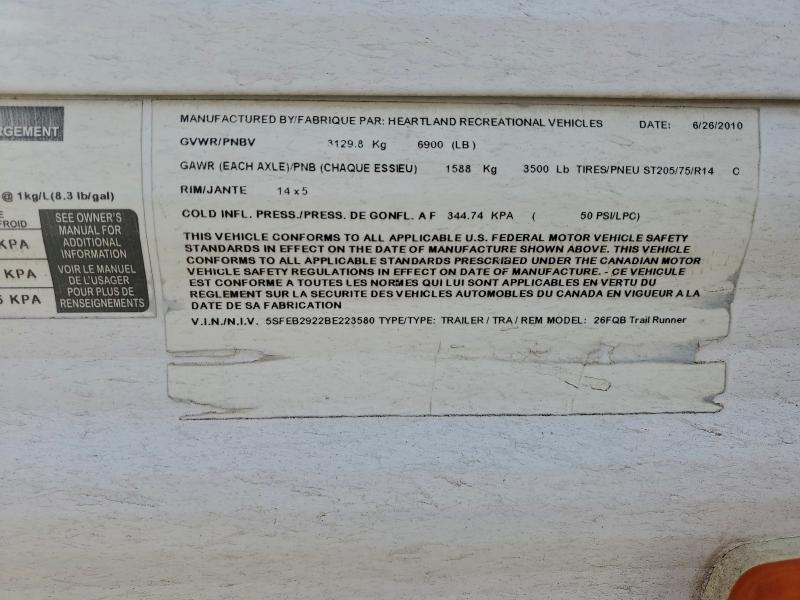 RGEMENT
@ 1kg/L(8.3 lb/gal)
FROID
KPA
KPA
KPA
SEE OWNER'S
MANUAL FOR
ADDITIONAL
INFORMATION
VOIR LE MANUEL
DE L'USAGER
POUR PLUS DE
RENSEIGNEMENTS
MANUFACTURED BY/FABRIQUE PAR: HEARTLAND RECREATIONAL VEHICLES DATE: 6/26/2010
GVWR/PNBV 3129.8 Kg 6900 (LB)
GAWR (EACH AXLE)/PNB (CHAQUE ESSIEU) 1588 Kg 3500 Lb TIRES/PNEU ST205/75/R14 C
RIM/JANTE 14 x 5
COLD INFL. PRESS./PRESS. DE GONFL. A F 344.74 KPA ( 50 PSI/LPC)
THIS VEHICLE CONFORMS TO ALL APPLICABLE U.S. FEDERAL MOTOR VEHICLE SAFETY
STANDARDS IN EFFECT ON THE DATE OF MANUFACTURE SHOWN ABOVE. THIS VEHICLE
CONFORMS TO ALL APPLICABLE STANDARDS PRESCRIBED UNDER THE CANADIAN MOTOR
VEHICLE SAFETY REGULATIONS IN EFFECT ON DATE OF MANUFACTURE. - CE VEHICULE
EST CONFORME A TOUTES LES NORMES QUI LUI SONT APPLICABLES EN VERTU DU
REGLEMENT SUR LA SECURITE DES VEHICLES AUTOMOBILES DU CANADA EN VIGUEUR A LA
DATE DE SA FABRICATION
V.I.N./N.I.V. 5SFEB2922BE223580 TYPE/TYPE: TRAILER / TRA / REM MODEL: 26FQB Trail Runner